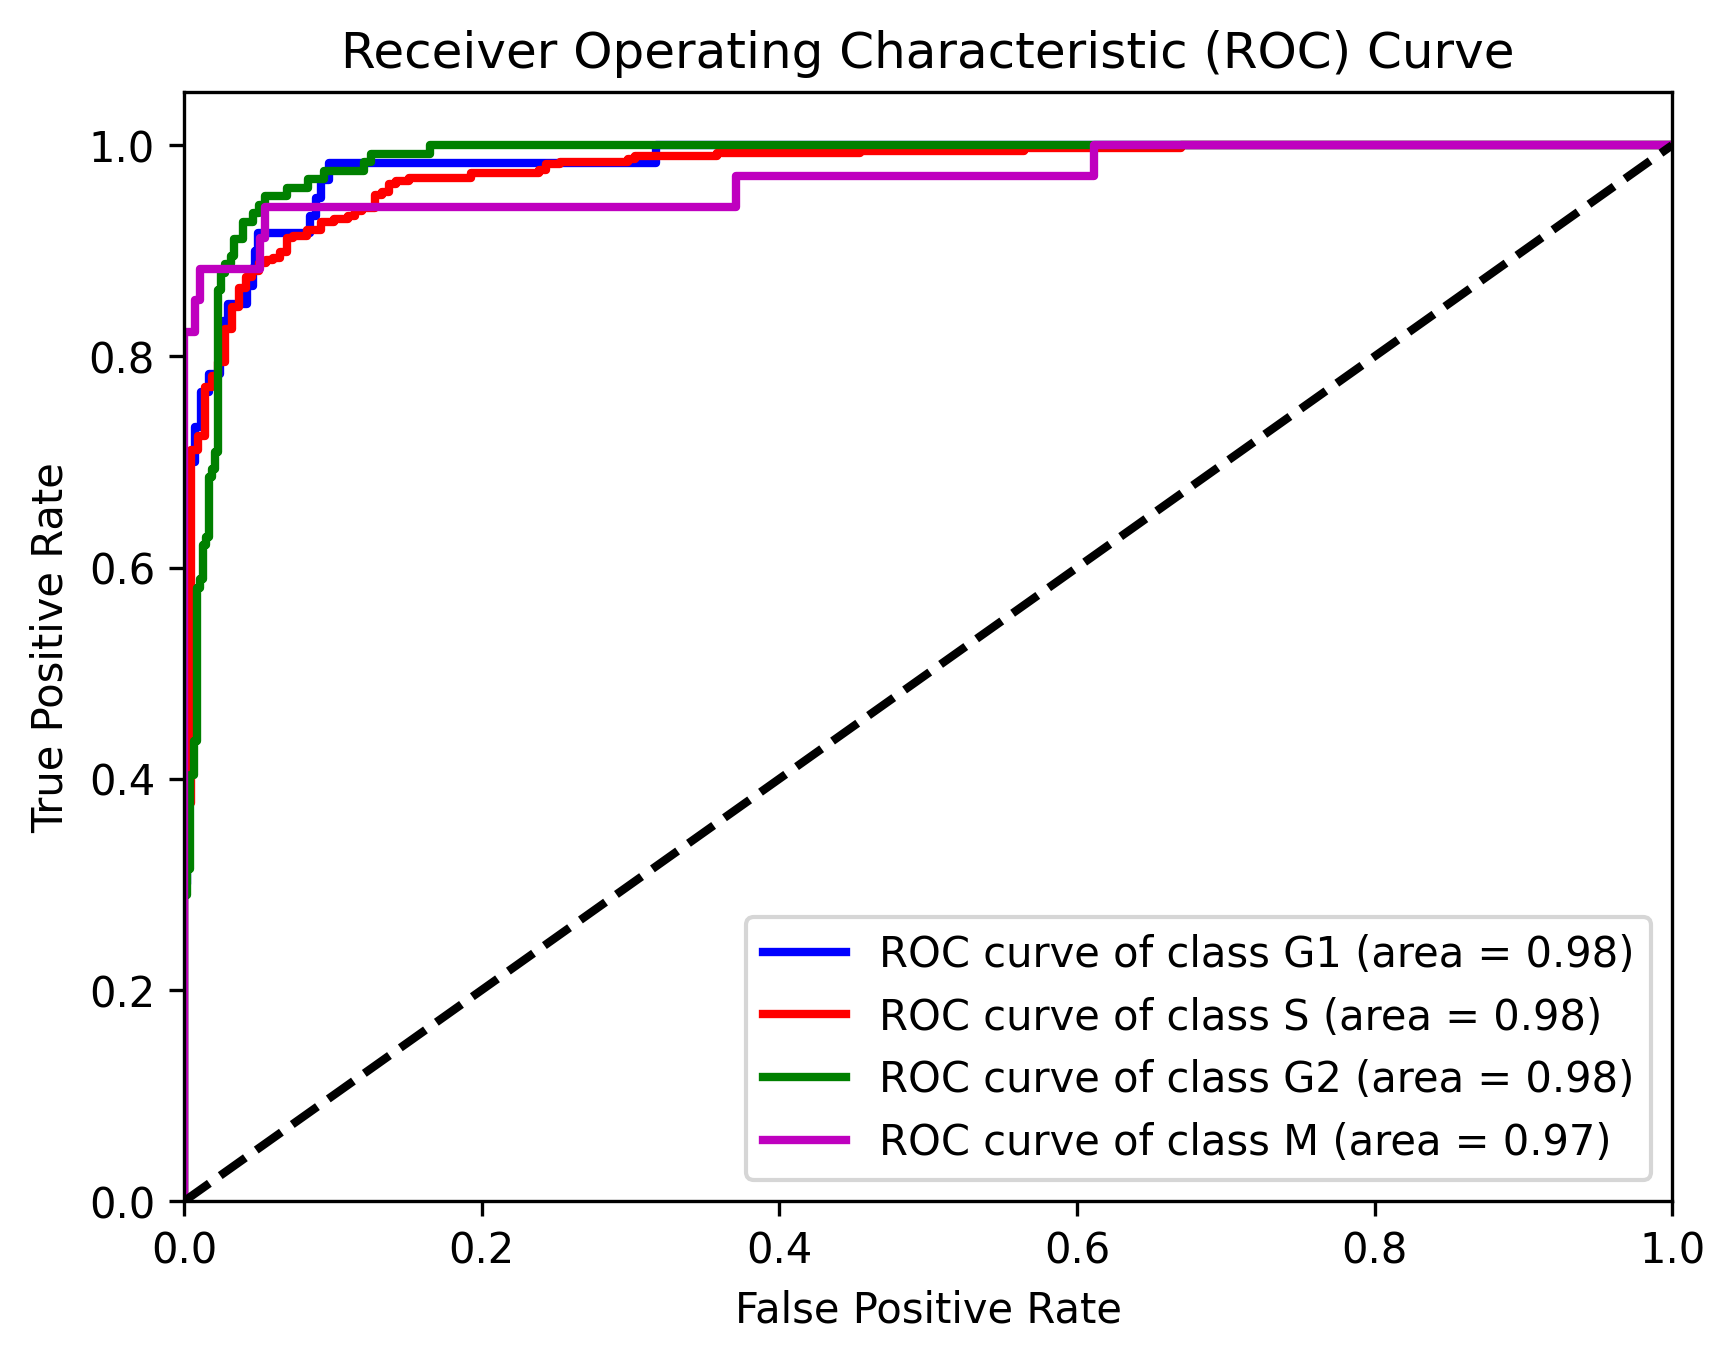 Receiver Operating Characteristic (ROC) Curve
True Positive Rate
1.0
0.8
0.6
0.4
0.2
0.0
ROC curve of class G1 (area = 0.98)
ROC curve of class S (area = 0.98)
ROC curve of class G2 (area = 0.98)
ROC curve of class M (area = 0.97)
0.0 0.2 0.4 0.6 0.8 1.0
False Positive Rate